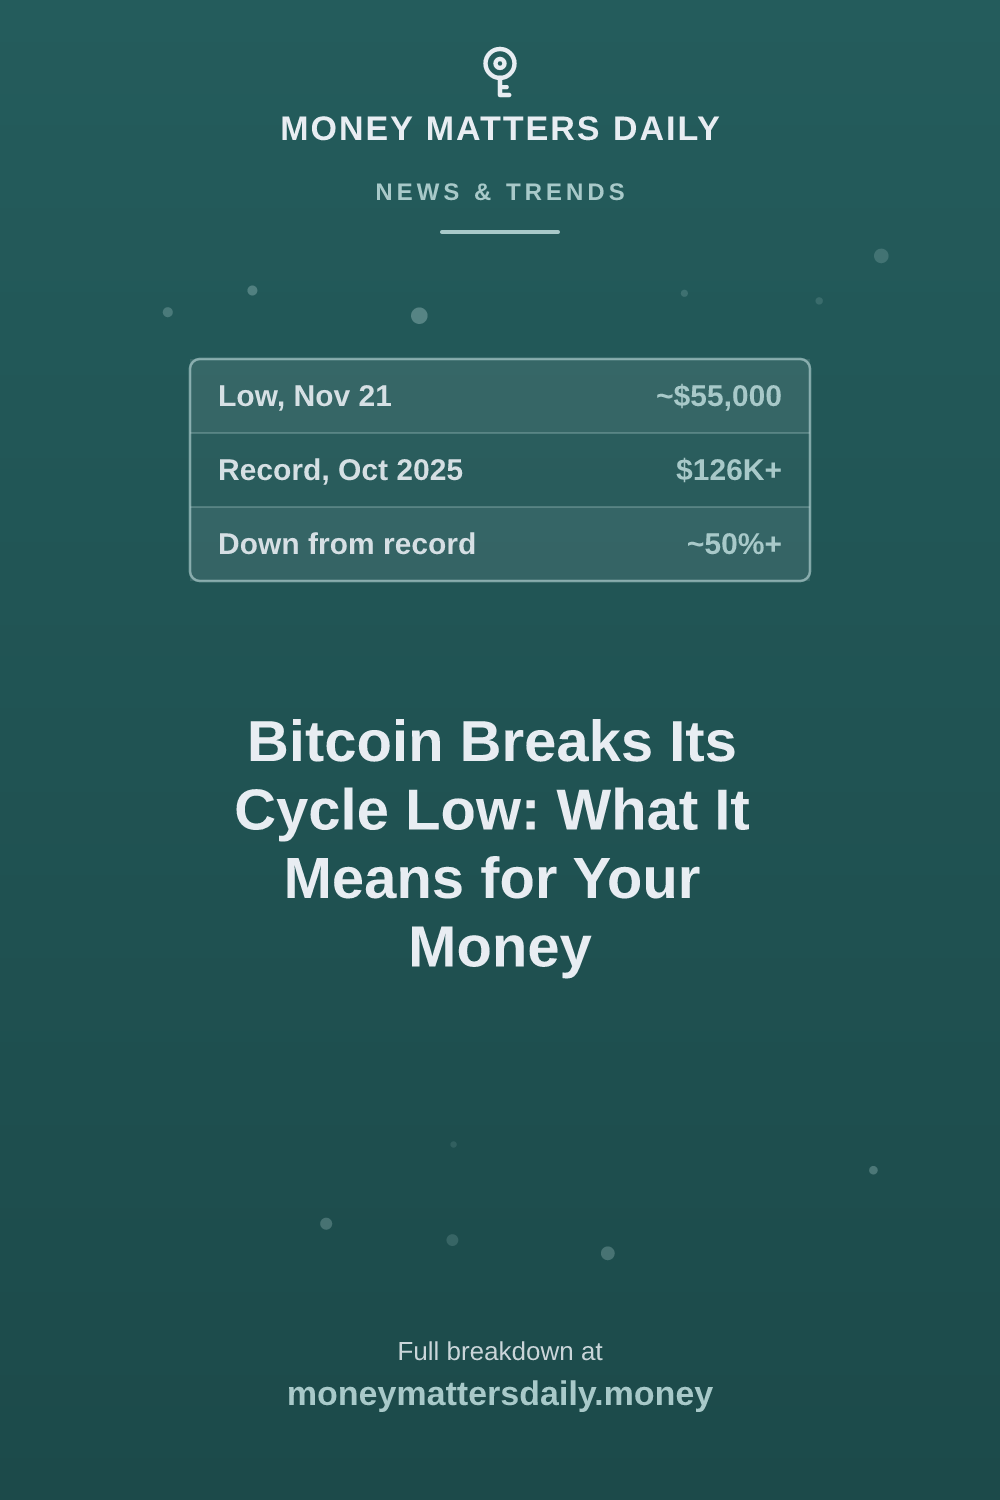 MONEY MATTERS DAILY
NEWS & TRENDS
Low, Nov 21 ~$55,000
Record, Oct 2025 $126K+
Down from record ~50%+
Bitcoin Breaks Its
Cycle Low: What It
Means for Your
Money
Full breakdown at
moneymattersdaily.money